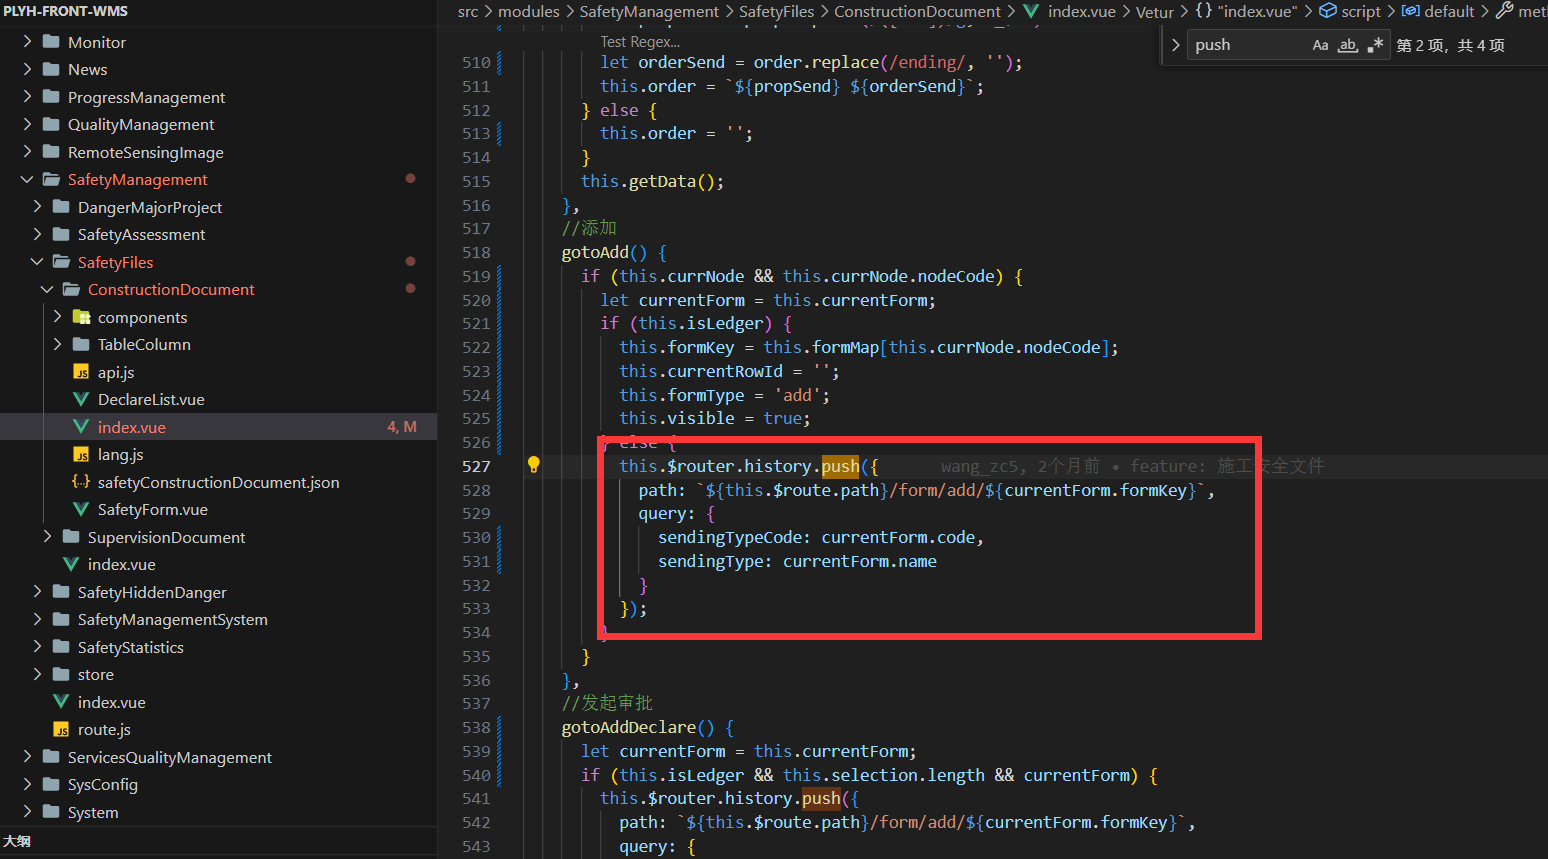 PLYH-FRONT-WMS
Monitor
News
ProgressManagement
QualityManagement
RemoteSensingImage
SafetyManagement
DangerMajorProject
SafetyAssessment
SafetyFiles
ConstructionDocument
components
TableColumn
api.js
DeclareList.vue
index.vue 4, M
lang.js
safetyConstructionDocument.json
SafetyForm.vue
SupervisionDocument
index.vue
SafetyHiddenDanger
SafetyManagementSystem
SafetyStatistics
store
index.vue
route.js
ServicesQualityManagement
SysConfig
System
大纲
src > modules > SafetyManagement > SafetyFiles > ConstructionDocument > index.vue > Vetur > {} "index.vue" > script > default > met
push Aa ab 第 2 项，共 4 项
Test Regex...
510 let orderSend = order.replace(/ending/, '');
511 this.order = `${propSend} ${orderSend}`;
512 } else {
513 this.order = '';
514 }
515 this.getData();
516 },
517 //添加
518 gotoAdd() {
519 if (this.currNode && this.currNode.nodeCode) {
520 let currentForm = this.currentForm;
521 if (this.isLedger) {
522 this.formKey = this.formMap[this.currNode.nodeCode];
523 this.currentRowId = '';
524 this.formType = 'add';
525 this.visible = true;
526 } else {
527 this.$router.history.push({ wang_zc5, 2个月前 • feature: 施工安全文件
528 path: `${this.$route.path}/form/add/${currentForm.formKey}`,
529 query: {
530 sendingTypeCode: currentForm.code,
531 sendingType: currentForm.name
532 }
533 });
534 }
535 }
536 },
537 //发起审批
538 gotoAddDeclare() {
539 let currentForm = this.currentForm;
540 if (this.isLedger && this.selection.length && currentForm) {
541 this.$router.history.push({
542 path: `${this.$route.path}/form/add/${currentForm.formKey}`,
543 query: {